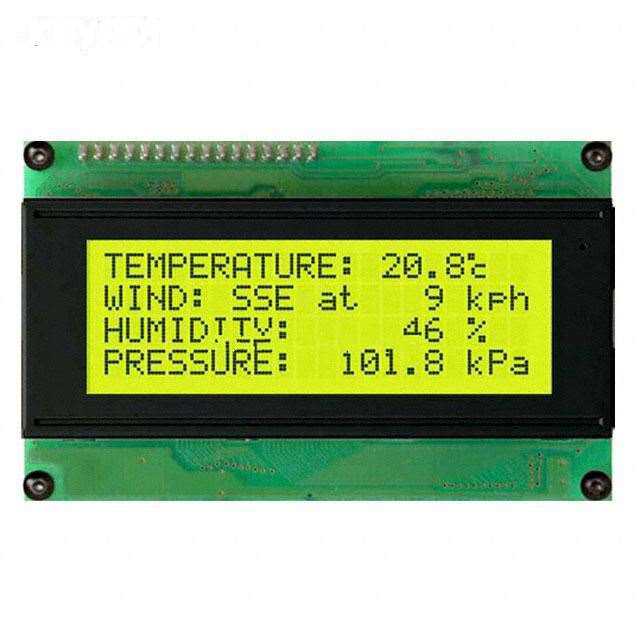 TEMPERATURE: 20.8℃
WIND: SSE at 9 kph
HUMIDITY: 46 %
PRESSURE: 101.8 kPa